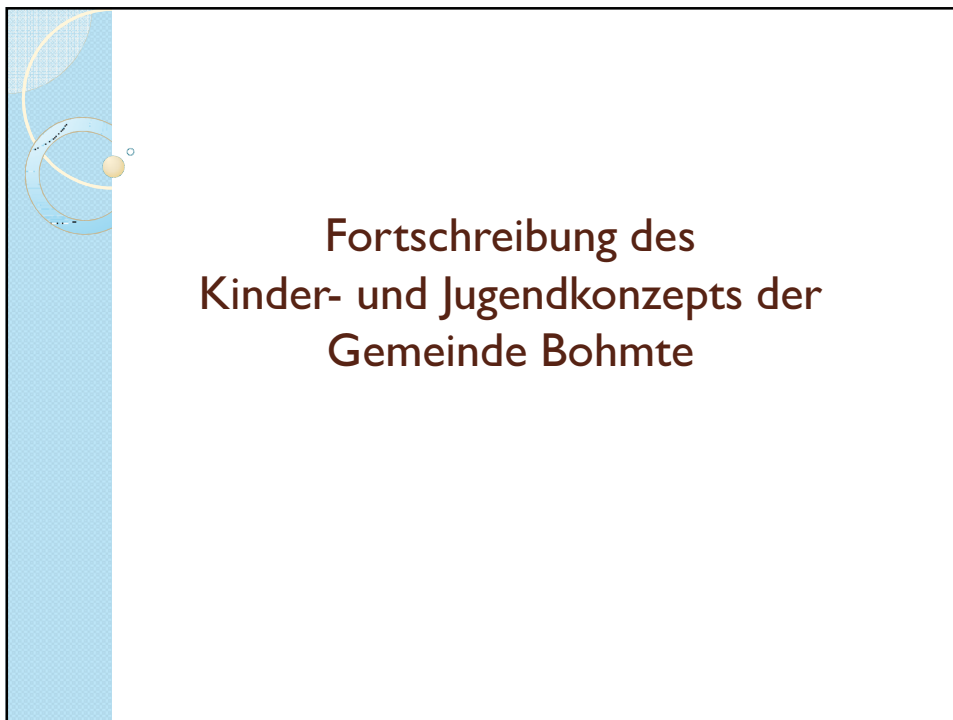 Fortschreibung des
Kinder- und Jugendkonzepts der
Gemeinde Bohmte